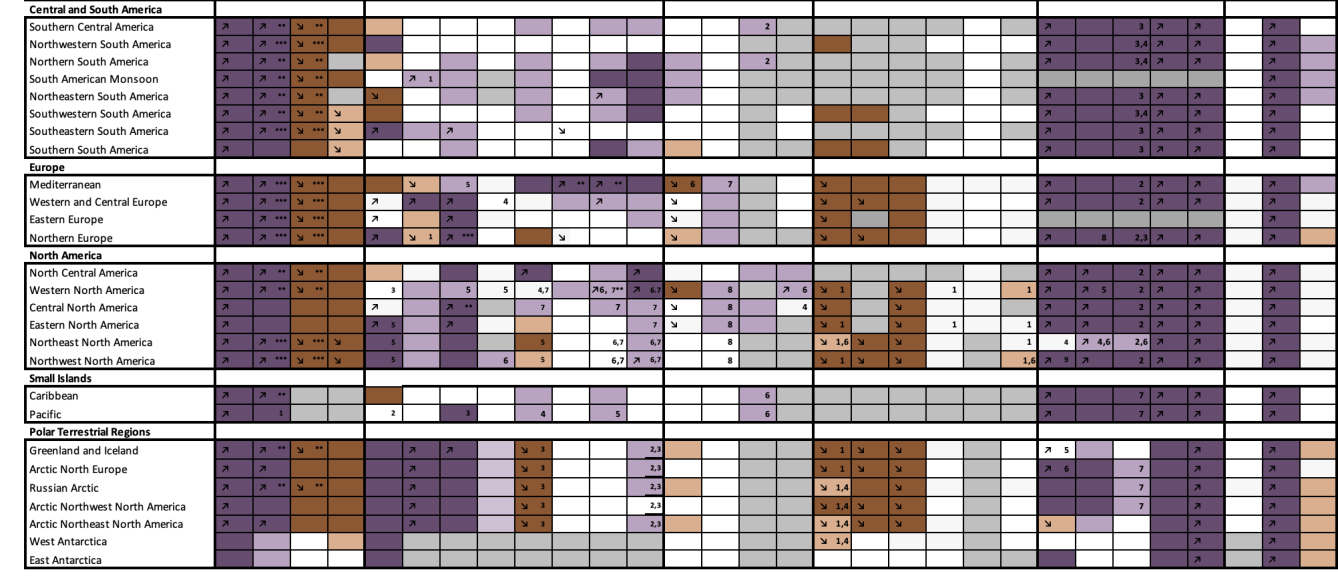 Central and South America
Southern Central America ↗ ↗ ** ↘ ** 2 ↗ 3 ↗ ↗ ↗
Northwestern South America ↗ ↗ *** ↘ *** ↗ 3,4 ↗ ↗ ↗
Northern South America ↗ ↗ ** ↘ ** 2 ↗ 3,4 ↗ ↗ ↗
South American Monsoon ↗ ↗ ** ↘ ** ↗ 1 ↗
Northeastern South America ↗ ↗ ** ↘ ** ↘ ↗ ↗ 3 ↗ ↗ ↗
Southwestern South America ↗ ↗ ** ↘ ** ↘ ↗ 3,4 ↗ ↗ ↗
Southeastern South America ↗ ↗ *** ↘ *** ↘ ↗ ↗ ↘ ↗ 3 ↗ ↗ ↗
Southern South America ↗ ↘ ↗ 3 ↗ ↗ ↗
Europe
Mediterranean ↗ ↗ *** ↘ *** ↘ 5 ↗ ** ↗ ** ↘ 6 7 ↘ ↗ 2 ↗ ↗ ↗
Western and Central Europe ↗ ↗ *** ↘ *** ↗ ↗ ↗ 4 ↗ ↘ ↘ ↘ ↗ 2 ↗ ↗ ↗
Eastern Europe ↗ ↗ *** ↘ *** ↗ ↗ ↘ ↘ ↗
Northern Europe ↗ ↗ *** ↘ *** ↗ ↘ 1 ↗ *** ↘ ↘ ↘ ↘ ↗ 8 2,3 ↗ ↗ ↗
North America
North Central America ↗ ↗ ** ↘ ** ↗ ↗ ↗ ↗ 2 ↗ ↗ ↗
Western North America ↗ ↗ ** ↘ ** 3 5 5 4,7 ↗6, 7** ↗ 6,7 ↘ 8 ↗ 6 ↘ 1 ↘ 1 1 ↗ ↗ 5 2 ↗ ↗ ↗
Central North America ↗ ↗ ↗ ** 7 7 7 ↘ 8 4 ↘ ↘ ↗ ↗ 2 ↗ ↗ ↗
Eastern North America ↗ ↗ 5 ↗ 7 ↘ 8 ↘ 1 ↘ 1 1 ↗ ↗ 2 ↗ ↗ ↗
Northeast North America ↗ ↗ *** ↘ *** ↘ 5 5 6,7 6,7 8 ↘ 1,6 ↘ ↘ 1 4 ↗ 4,6 2,6 ↗ ↗ ↗
Northwest North America ↗ ↗ *** ↘ *** ↘ 5 6 5 6,7 ↗ 6,7 8 ↘ 1 ↘ ↘ 1,6 ↗ 9 ↗ 2 ↗ ↗ ↗
Small Islands
Caribbean ↗ ↗ ** 6 7 ↗ ↗ ↗
Pacific ↗ 1 2 3 4 5 6 7 ↗ ↗ ↗
Polar Terrestrial Regions
Greenland and Iceland ↗ ↗ ** ↘ ** ↗ ↗ ↘ 3 2,3 ↘ 1 ↘ ↘ ↗ 5 ↗ ↗
Arctic North Europe ↗ ↗ ↗ ↘ 3 2,3 ↘ 1 ↘ ↘ ↗ 6 7 ↗ ↗
Russian Arctic ↗ ↗ ** ↘ ** ↗ ↘ 3 2,3 ↘ 1,4 ↘ 7 ↗ ↗
Arctic Northwest North America ↗ ↗ ↗ ↘ 3 2,3 ↘ 1,4 ↘ ↘ 7 ↗ ↗
Arctic Northeast North America ↗ ↗ ↗ ↘ 3 2,3 ↘ 1,4 ↘ ↘ ↘ ↗ ↗
West Antarctica ↘ 1,4 ↗ ↗
East Antarctica ↗ ↗